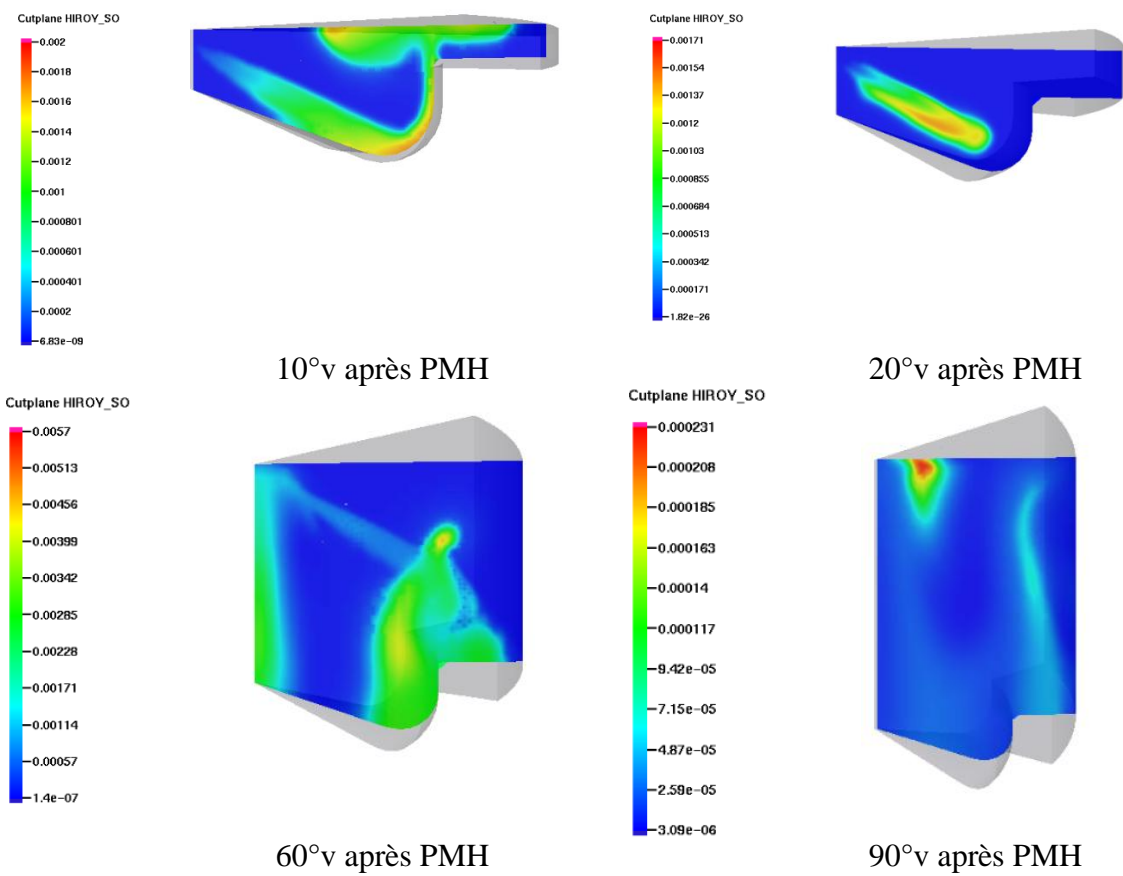 Cutplane HIROY_SO
0.002
0.0018
0.0016
0.0014
0.0012
0.001
0.000801
0.000601
0.000401
0.0002
6.83e-09
10°v après PMH
Cutplane HIROY_SO
0.00171
0.00154
0.00137
0.0012
0.00103
0.000855
0.000684
0.000513
0.000342
0.000171
1.82e-26
20°v après PMH
Cutplane HIROY_SO
0.0057
0.00513
0.00456
0.00399
0.00342
0.00285
0.00228
0.00171
0.00114
0.00057
1.4e-07
60°v après PMH
Cutplane HIROY_SO
0.000231
0.000208
0.000185
0.000163
0.00014
0.000117
9.42e-05
7.15e-05
4.87e-05
2.59e-05
3.09e-06
90°v après PMH